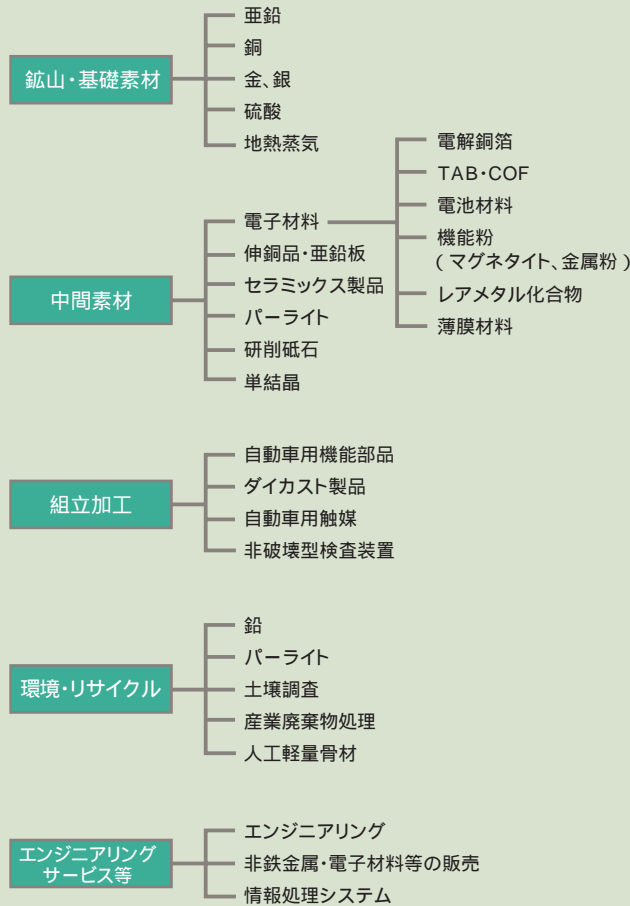 鉱山・基礎素材
亜鉛
銅
金、銀
硫酸
地熱蒸気
中間素材
電子材料
伸銅品・亜鉛板
セラミックス製品
パーライト
研削砥石
単結晶
電解銅箔
TAB・COF
電池材料
機能粉
(マグネタイト、金属粉)
レアメタル化合物
薄膜材料
組立加工
自動車用機能部品
ダイカスト製品
自動車用触媒
非破壊型検査装置
環境・リサイクル
鉛
パーライト
土壌調査
産業廃棄物処理
人工軽量骨材
エンジニアリング
サービス等
エンジニアリング
非鉄金属・電子材料等の販売
情報処理システム